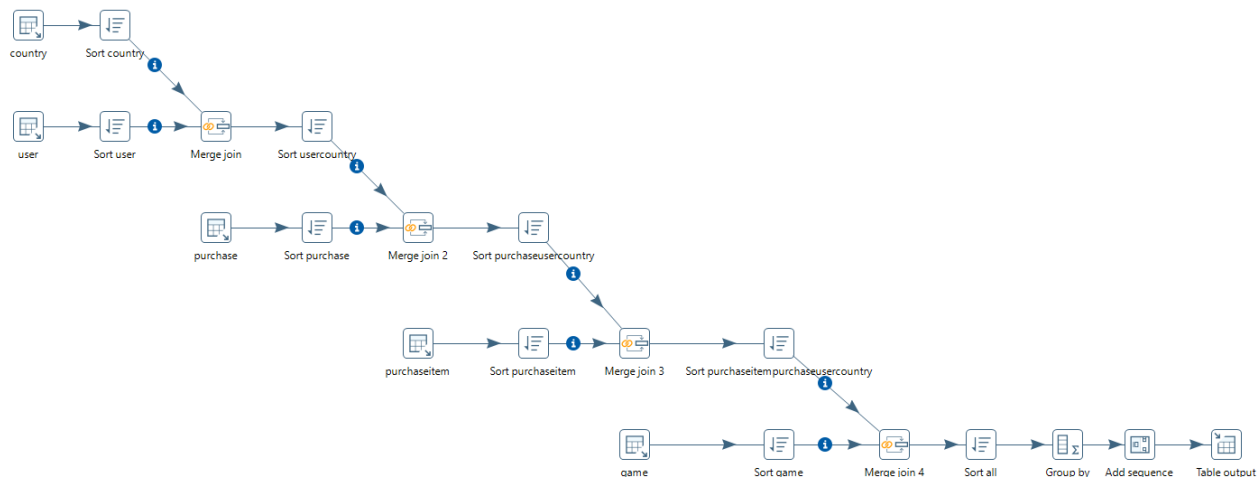 country
Sort country
user
Sort user
Merge join
Sort usercountry
purchase
Sort purchase
Merge join 2
Sort purchaseusercountry
purchaseitem
Sort purchaseitem
Merge join 3
Sort purchaseitempurchaseusercountry
game
Sort game
Merge join 4
Sort all
Group by
Add sequence
Table output